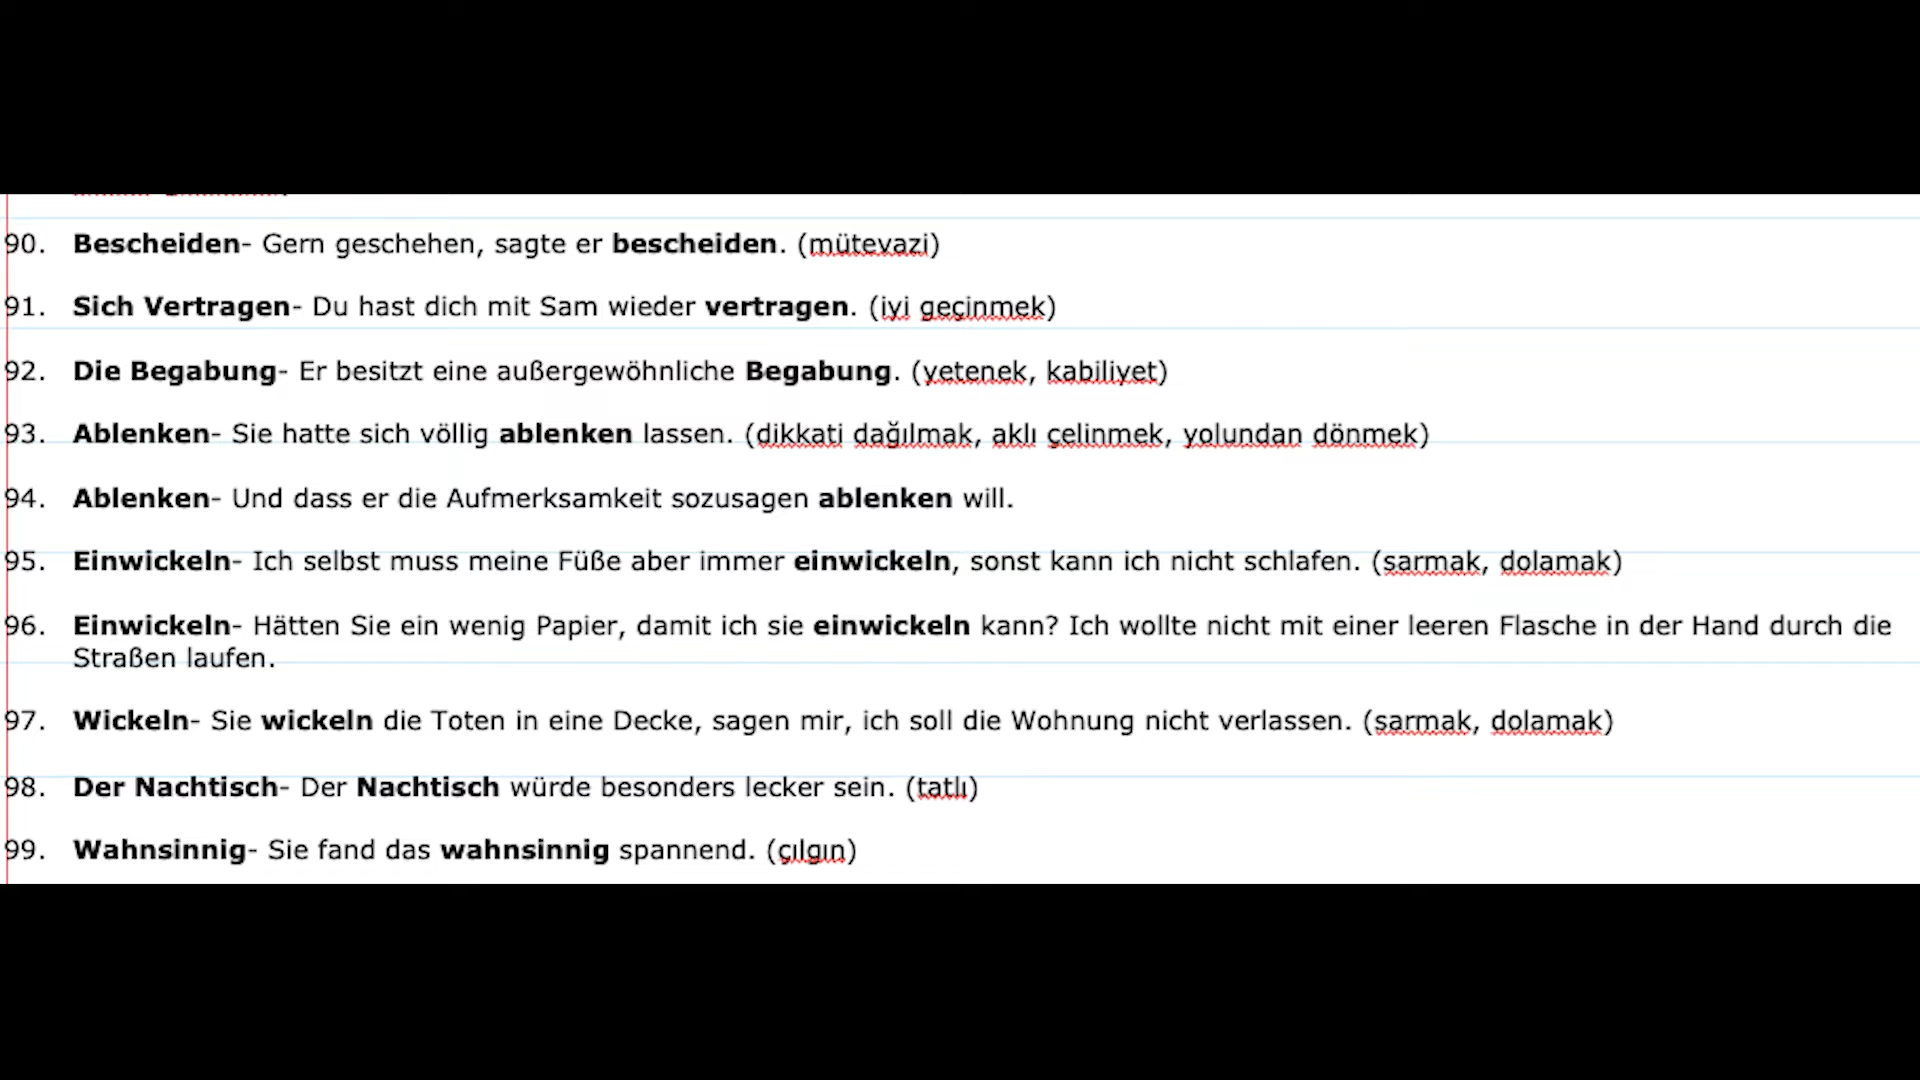 90. Bescheiden- Gern geschehen, sagte er bescheiden. (mütevazi)
91. Sich Vertragen- Du hast dich mit Sam wieder vertragen. (iyi geçinmek)
92. Die Begabung- Er besitzt eine außergewöhnliche Begabung. (yetenek, kabiliyet)
93. Ablenken- Sie hatte sich völlig ablenken lassen. (dikkati dağılmak, aklı çelinmek, yolundan dönmek)
94. Ablenken- Und dass er die Aufmerksamkeit sozusagen ablenken will.
95. Einwickeln- Ich selbst muss meine Füße aber immer einwickeln, sonst kann ich nicht schlafen. (sarmak, dolamak)
96. Einwickeln- Hätten Sie ein wenig Papier, damit ich sie einwickeln kann? Ich wollte nicht mit einer leeren Flasche in der Hand durch die
Straßen laufen.
97. Wickeln- Sie wickeln die Toten in eine Decke, sagen mir, ich soll die Wohnung nicht verlassen. (sarmak, dolamak)
98. Der Nachtisch- Der Nachtisch würde besonders lecker sein. (tatlı)
99. Wahnsinnig- Sie fand das wahnsinnig spannend. (çılgın)